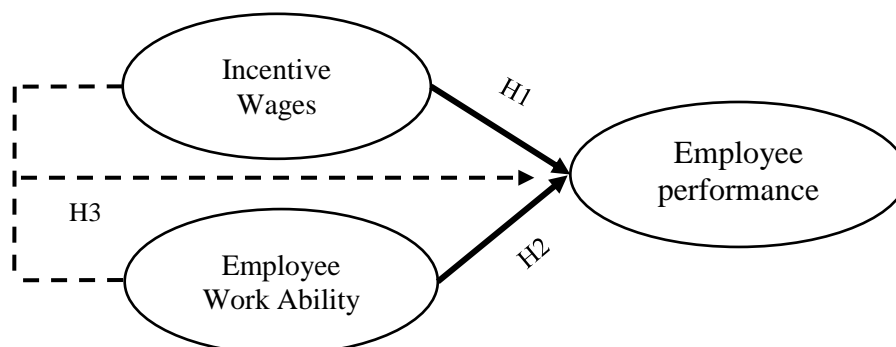 Incentive
Wages
H1
Employee
performance
H3
H2
Employee
Work Ability